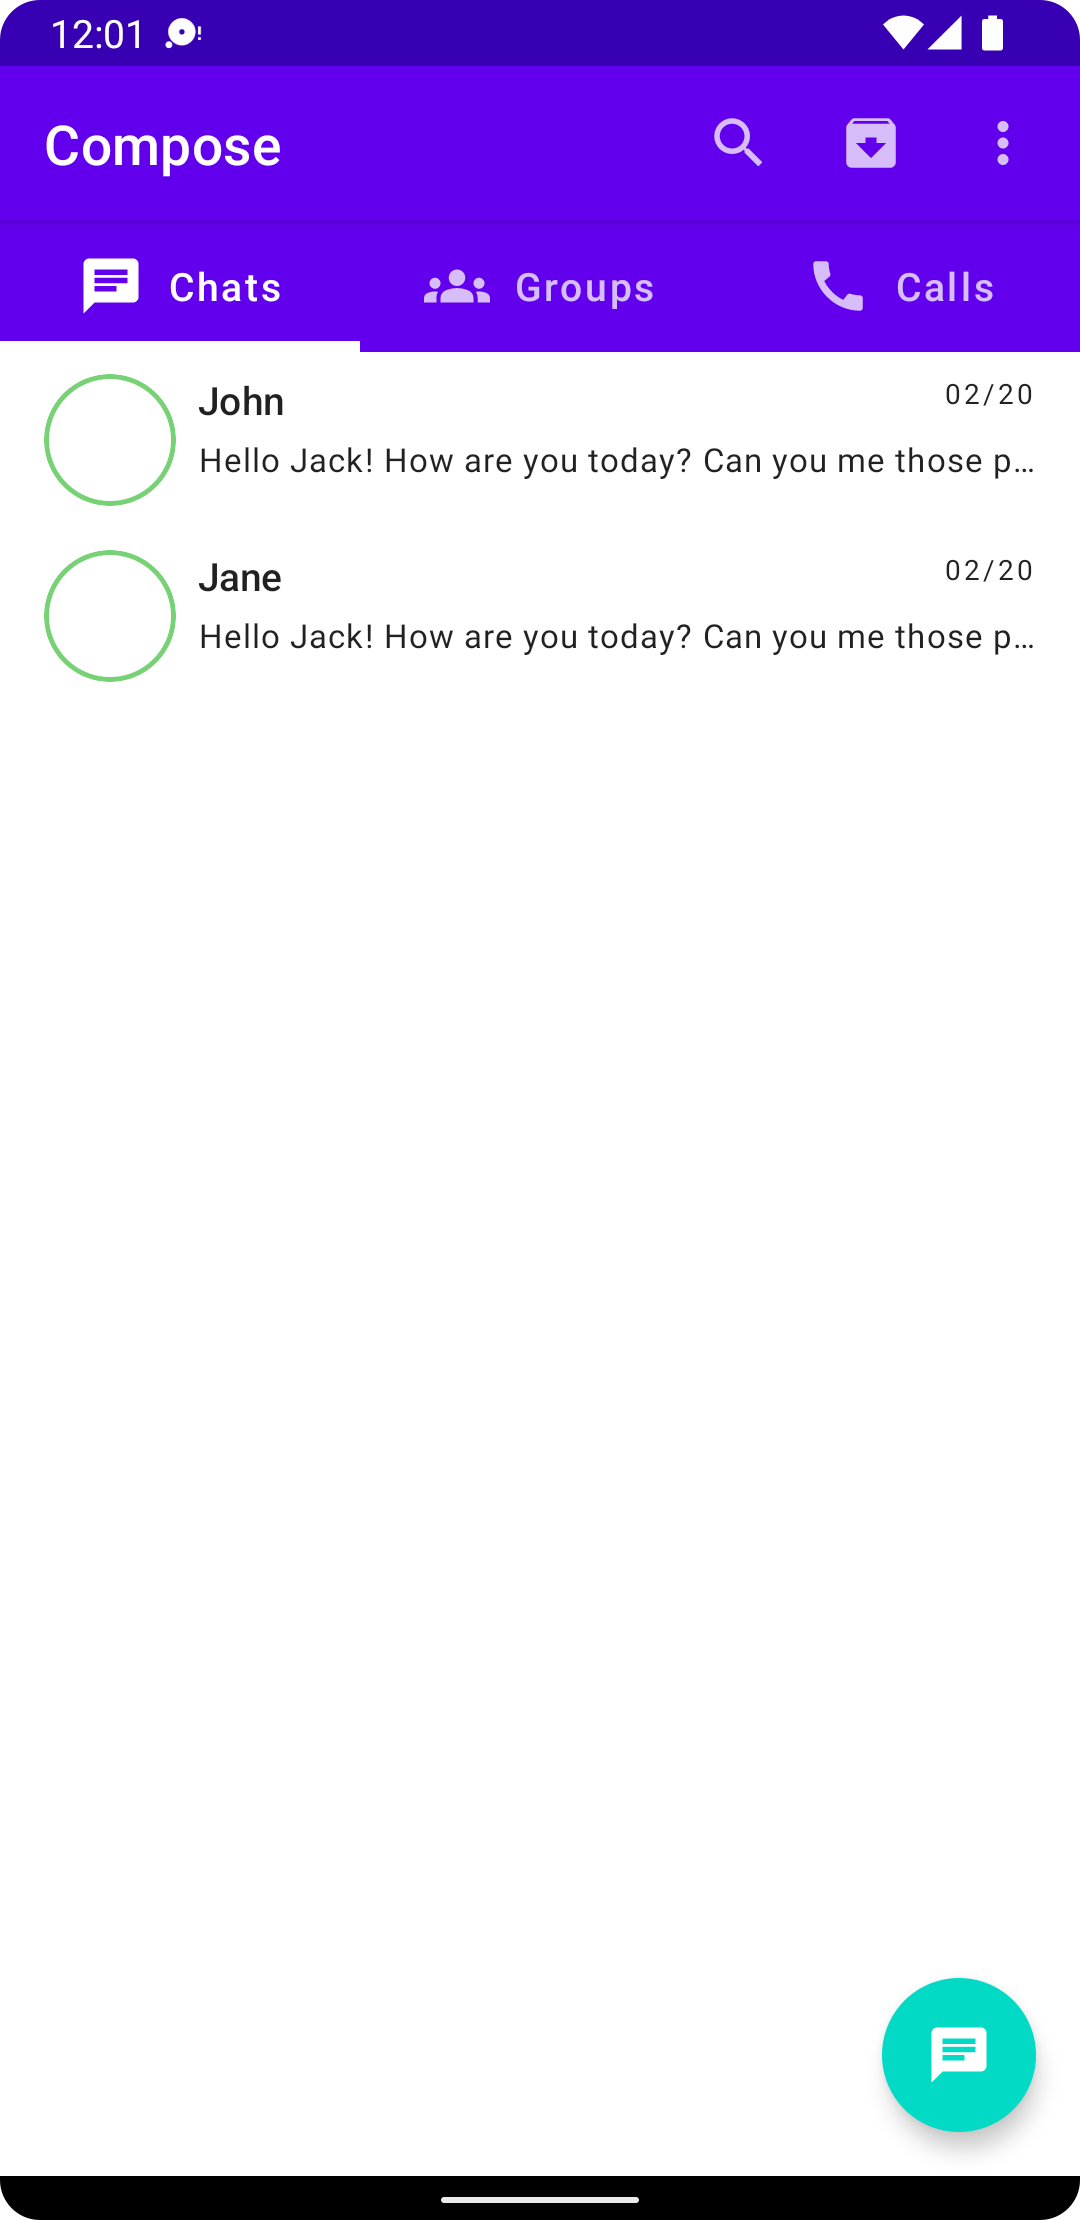 12:01
Compose
Chats Groups Calls
John 02/20
Hello Jack! How are you today? Can you me those p…
Jane 02/20
Hello Jack! How are you today? Can you me those p…